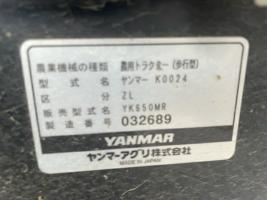 農業機械の種類 農用トラクター(歩行型)
型式名 ヤンマー K0024
区分 ZL
販売型式名 YK650MR
製造番号 032689
YANMAR
ヤンマーアグリ株式会社
MADE IN JAPAN